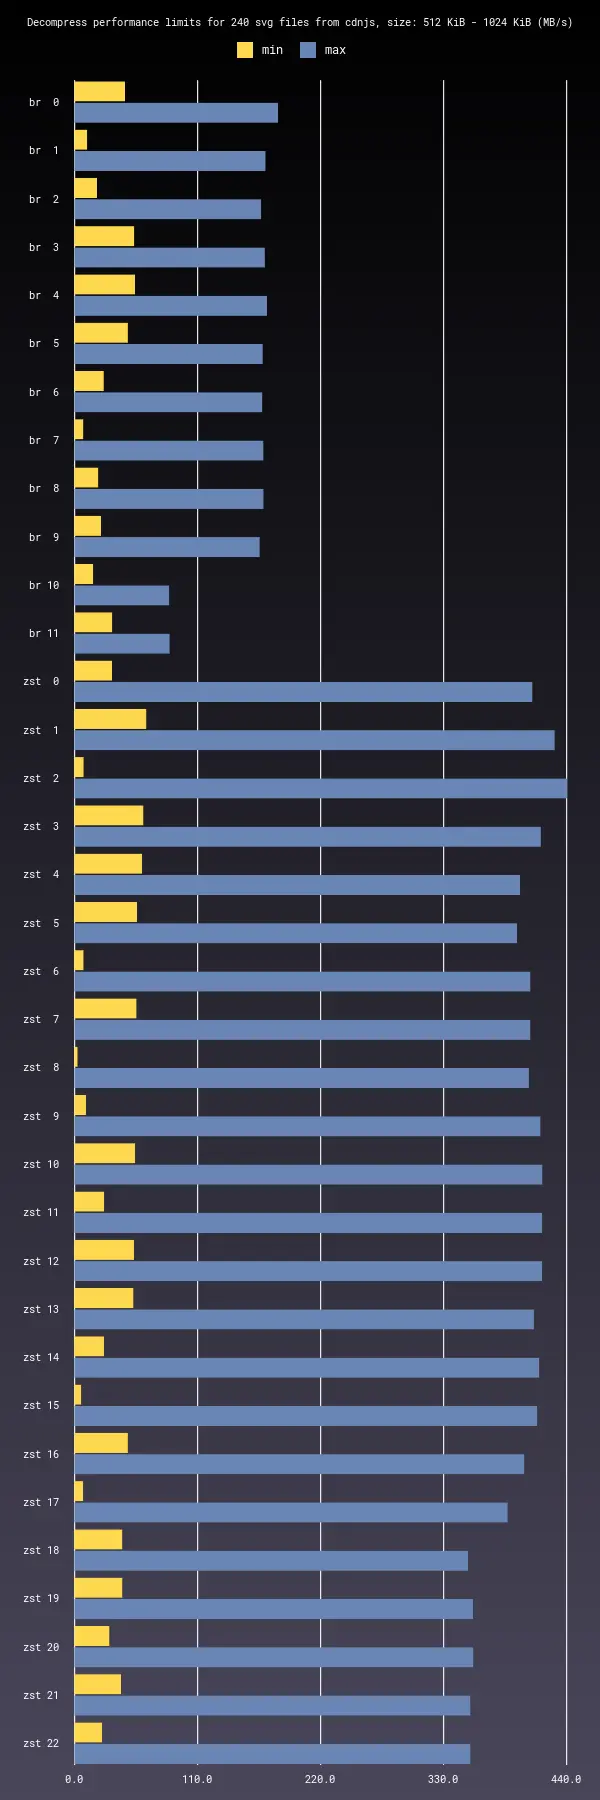 Decompress performance limits for 240 svg files from cdnjs, size: 512 KiB - 1024 KiB (MB/s)
min max
br 0
br 1
br 2
br 3
br 4
br 5
br 6
br 7
br 8
br 9
br 10
br 11
zst 0
zst 1
zst 2
zst 3
zst 4
zst 5
zst 6
zst 7
zst 8
zst 9
zst 10
zst 11
zst 12
zst 13
zst 14
zst 15
zst 16
zst 17
zst 18
zst 19
zst 20
zst 21
zst 22
0.0 110.0 220.0 330.0 440.0